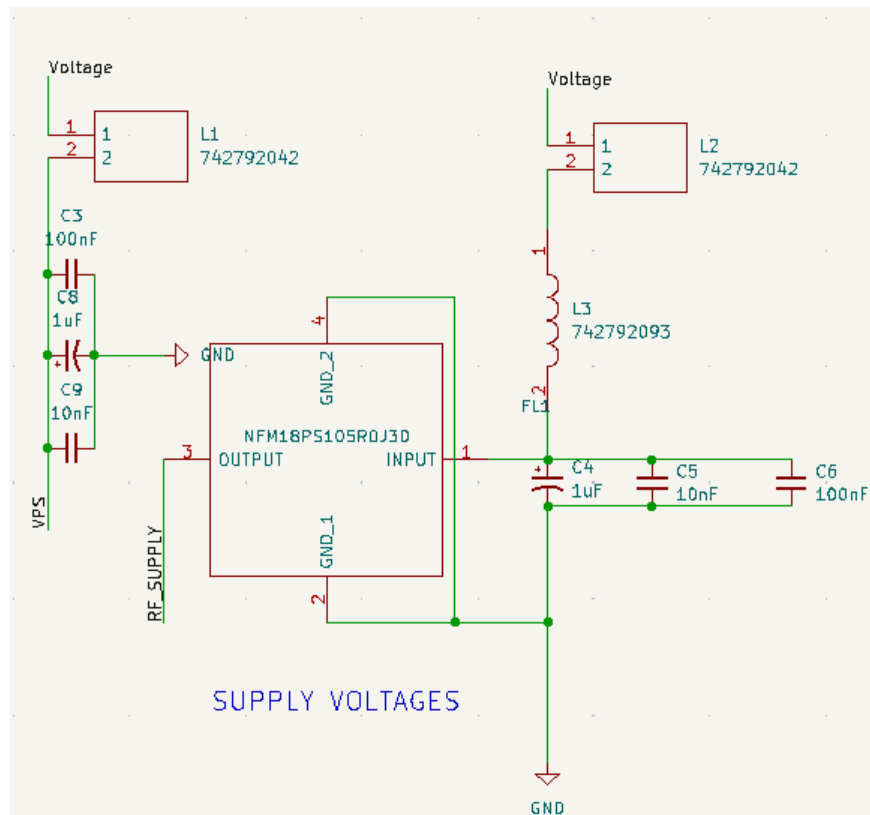 Voltage
1
1
2
2
L1
742792042
C3
100nF
C8
1uF
+
C9
10nF
VPS
GND
RF_SUPPLY
4
GND_2
NFM18PS105R0J3D
3
OUTPUT
INPUT
1
GND_1
2
FL1
Voltage
1
1
2
2
L2
742792042
1
L3
742792093
2
+
C4
1uF
C5
10nF
C6
100nF
SUPPLY VOLTAGES
GND